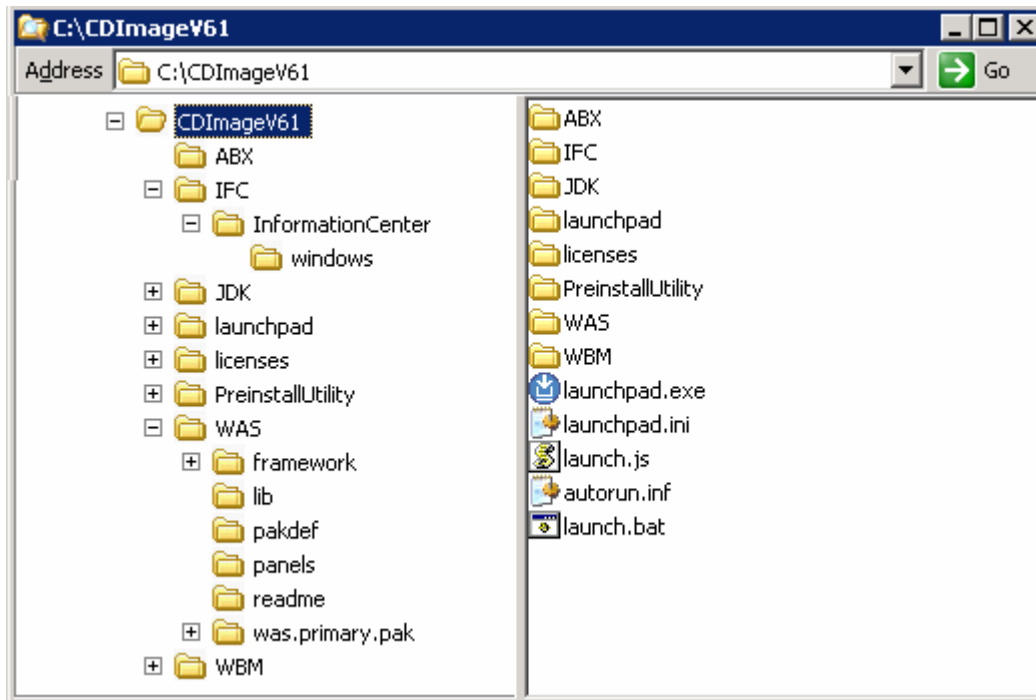 C:\CDImageV61
Address C:\CDImageV61 Go
CDImageV61
ABX
IFC
InformationCenter
windows
JDK
launchpad
licenses
PreinstallUtility
WAS
framework
lib
pakdef
panels
readme
was.primary.pak
WBM
ABX
IFC
JDK
launchpad
licenses
PreinstallUtility
WAS
WBM
launchpad.exe
launchpad.ini
launch.js
autorun.inf
launch.bat